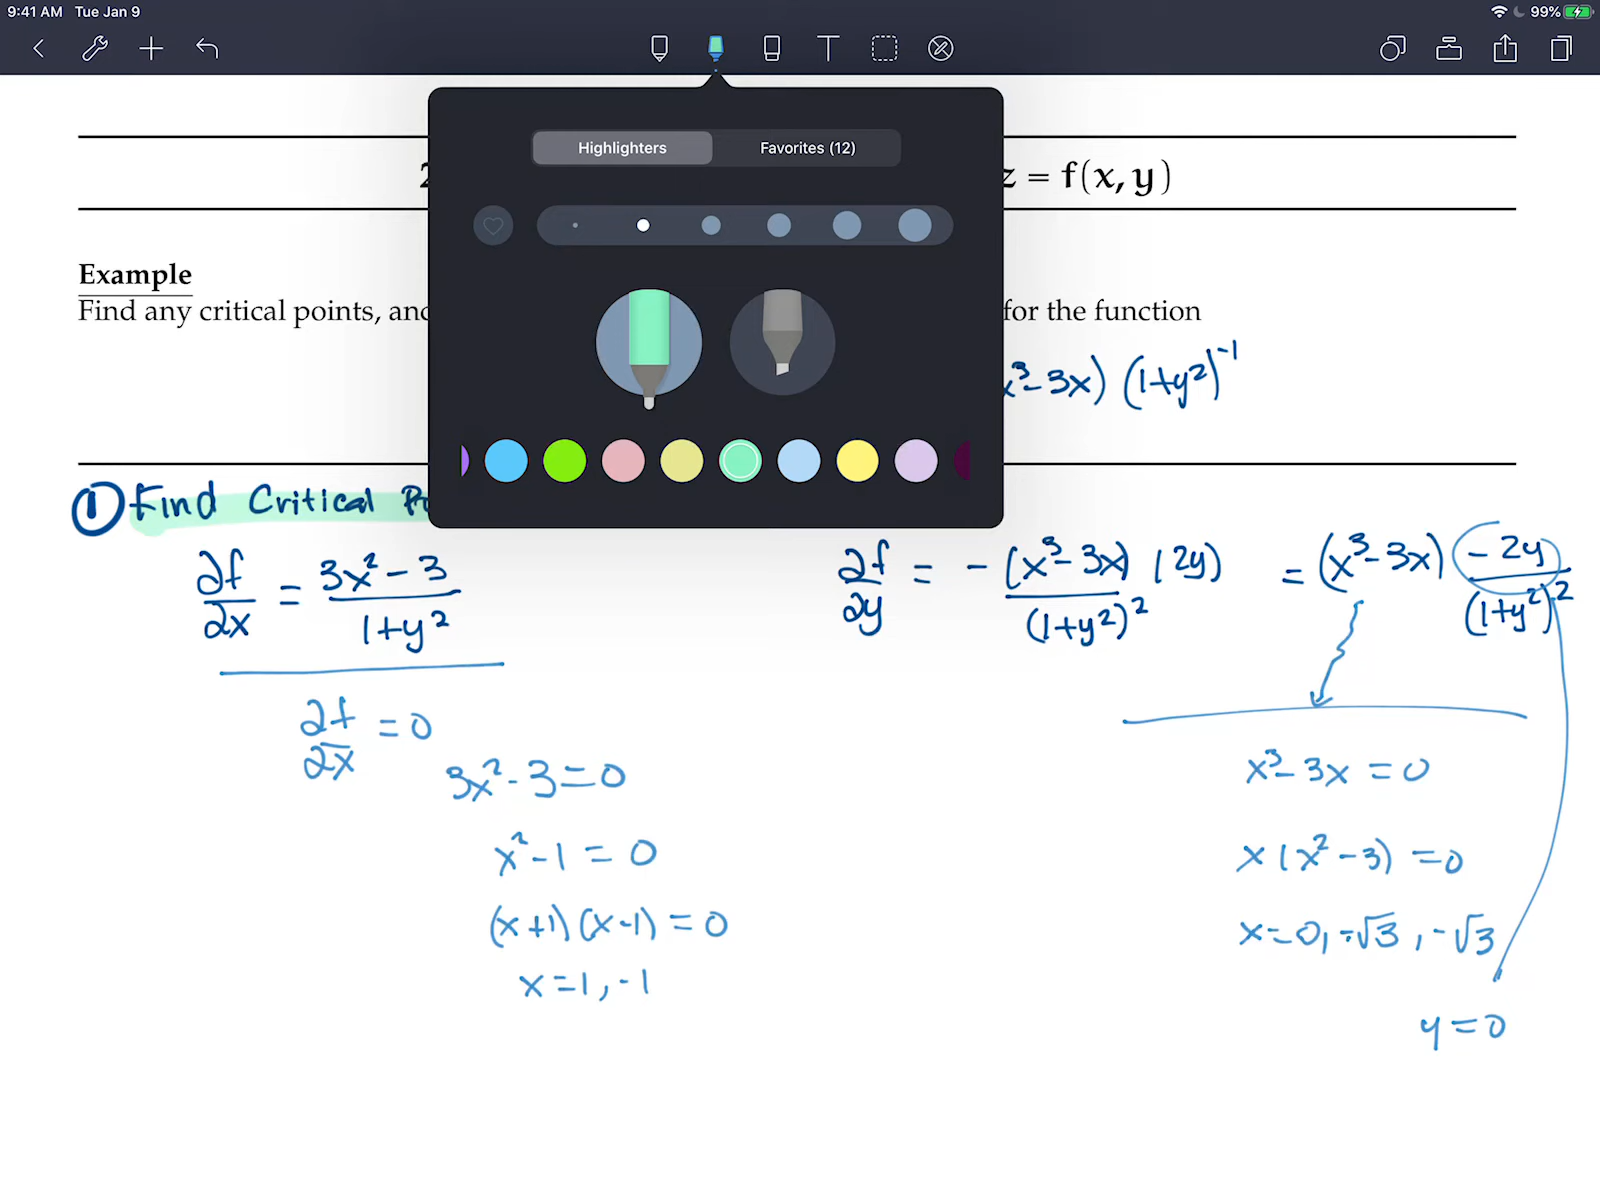 9:41 AM Tue Jan 9 99%
Highlighters Favorites (12)
z = f(x, y)
Example
Find any critical points, and for the function
x³-3x) (1+y²)⁻¹
① Find Critical Po
∂f/∂x = (3x²-3)/(1+y²)
∂f/∂y = -(x³-3x)(2y)/(1+y²)² = (x³-3x) -2y/(1+y²)²
∂f/∂x = 0
3x²-3=0
x²-1=0
(x+1)(x-1)=0
x=1,-1
x³-3x=0
x(x²-3)=0
x=0,√3,-√3
y=0